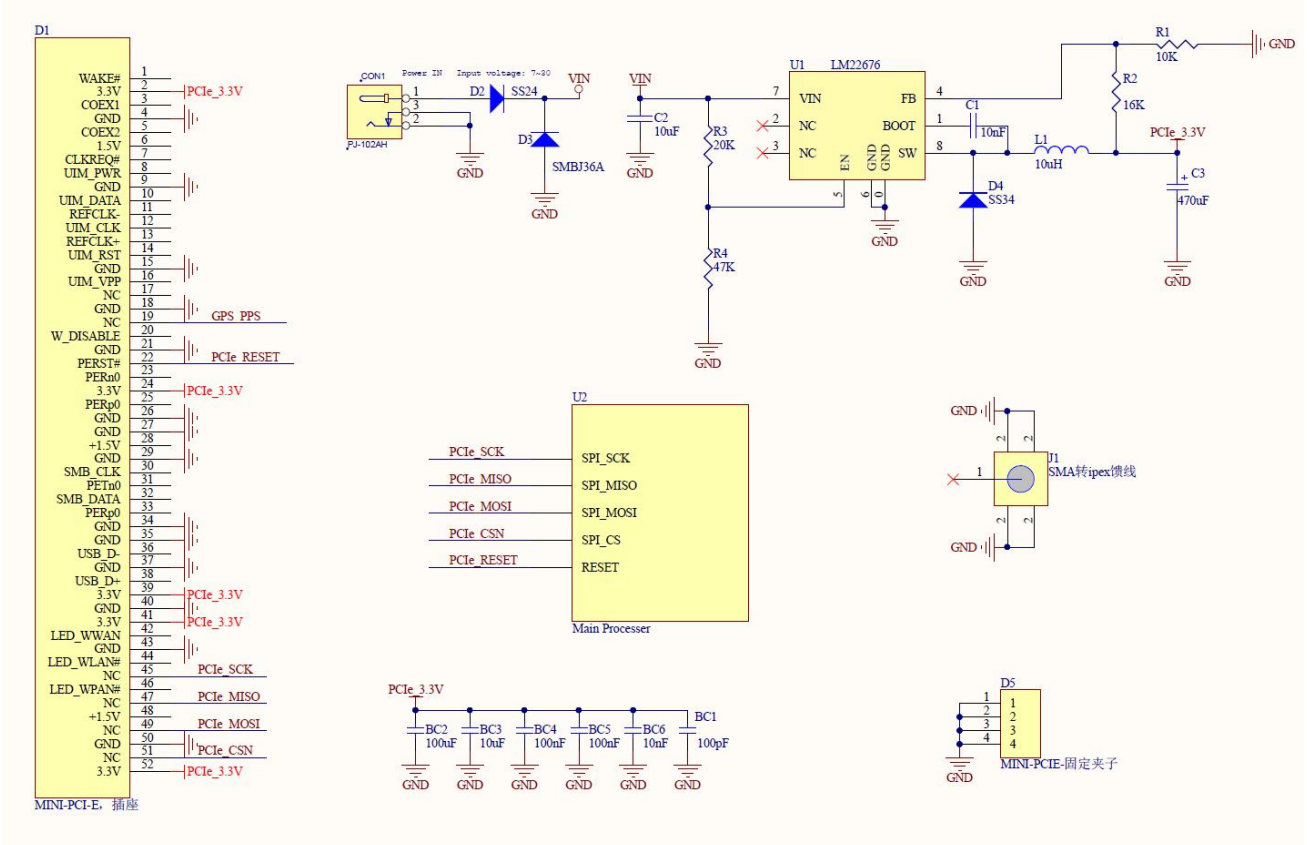 D1
WAKE# 1
3.3V 2 PCIe_3.3V
COEX1 3
GND 4
COEX2 5
1.5V 6
CLKREQ# 7
UIM_PWR 8
GND 9
UIM_DATA 10
REFCLK- 11
UIM_CLK 12
REFCLK+ 13
UIM_RST 14
GND 15
UIM_VPP 16
NC 17
GND 18
NC 19 GPS_PPS
W_DISABLE 20
GND 21
PERST# 22 PCIe_RESET
PERn0 23
3.3V 24 PCIe_3.3V
PERp0 25
GND 26
GND 27
+1.5V 28
GND 29
SMB_CLK 30
PETn0 31
SMB_DATA 32
PERp0 33
GND 34
GND 35
USB_D- 36
GND 37
USB_D+ 38
3.3V 39 PCIe_3.3V
GND 40
3.3V 41 PCIe_3.3V
LED_WWAN 42
GND 43
LED_WLAN# 44
NC 45 PCIe_SCK
LED_WPAN# 46
NC 47 PCIe_MISO
+1.5V 48
NC 49 PCIe_MOSI
GND 50
NC 51 PCIe_CSN
3.3V 52 PCIe_3.3V
MINI-PCI-E，插座
CON1 Power IN Input voltage: 7~30
1
3
2
PJ-102AH
GND
D2 SS24
VIN
D3
SMBJ36A
GND
VIN
C2
10uF
GND
R3
20K
R4
47K
GND
U1 LM22676
7 VIN
2 NC
3 NC
FB 4
BOOT 1
SW 8
EN 5
GND 6
GND 0
GND
C1
10nF
D4
SS34
GND
L1
10uH
R1
10K
GND
R2
16K
PCIe_3.3V
+ C3
470uF
GND
U2
PCIe_SCK SPI_SCK
PCIe_MISO SPI_MISO
PCIe_MOSI SPI_MOSI
PCIe_CSN SPI_CS
PCIe_RESET RESET
Main Processer
GND
2 2
1
J1
SMA转ipex馈线
2 2
GND
PCIe_3.3V
BC2
100uF
BC3
10uF
BC4
100nF
BC5
100nF
BC6
10nF
BC1
100pF
GND GND GND GND GND GND
D5
1 1
2 2
3 3
4 4
GND
MINI-PCIE-固定夹子